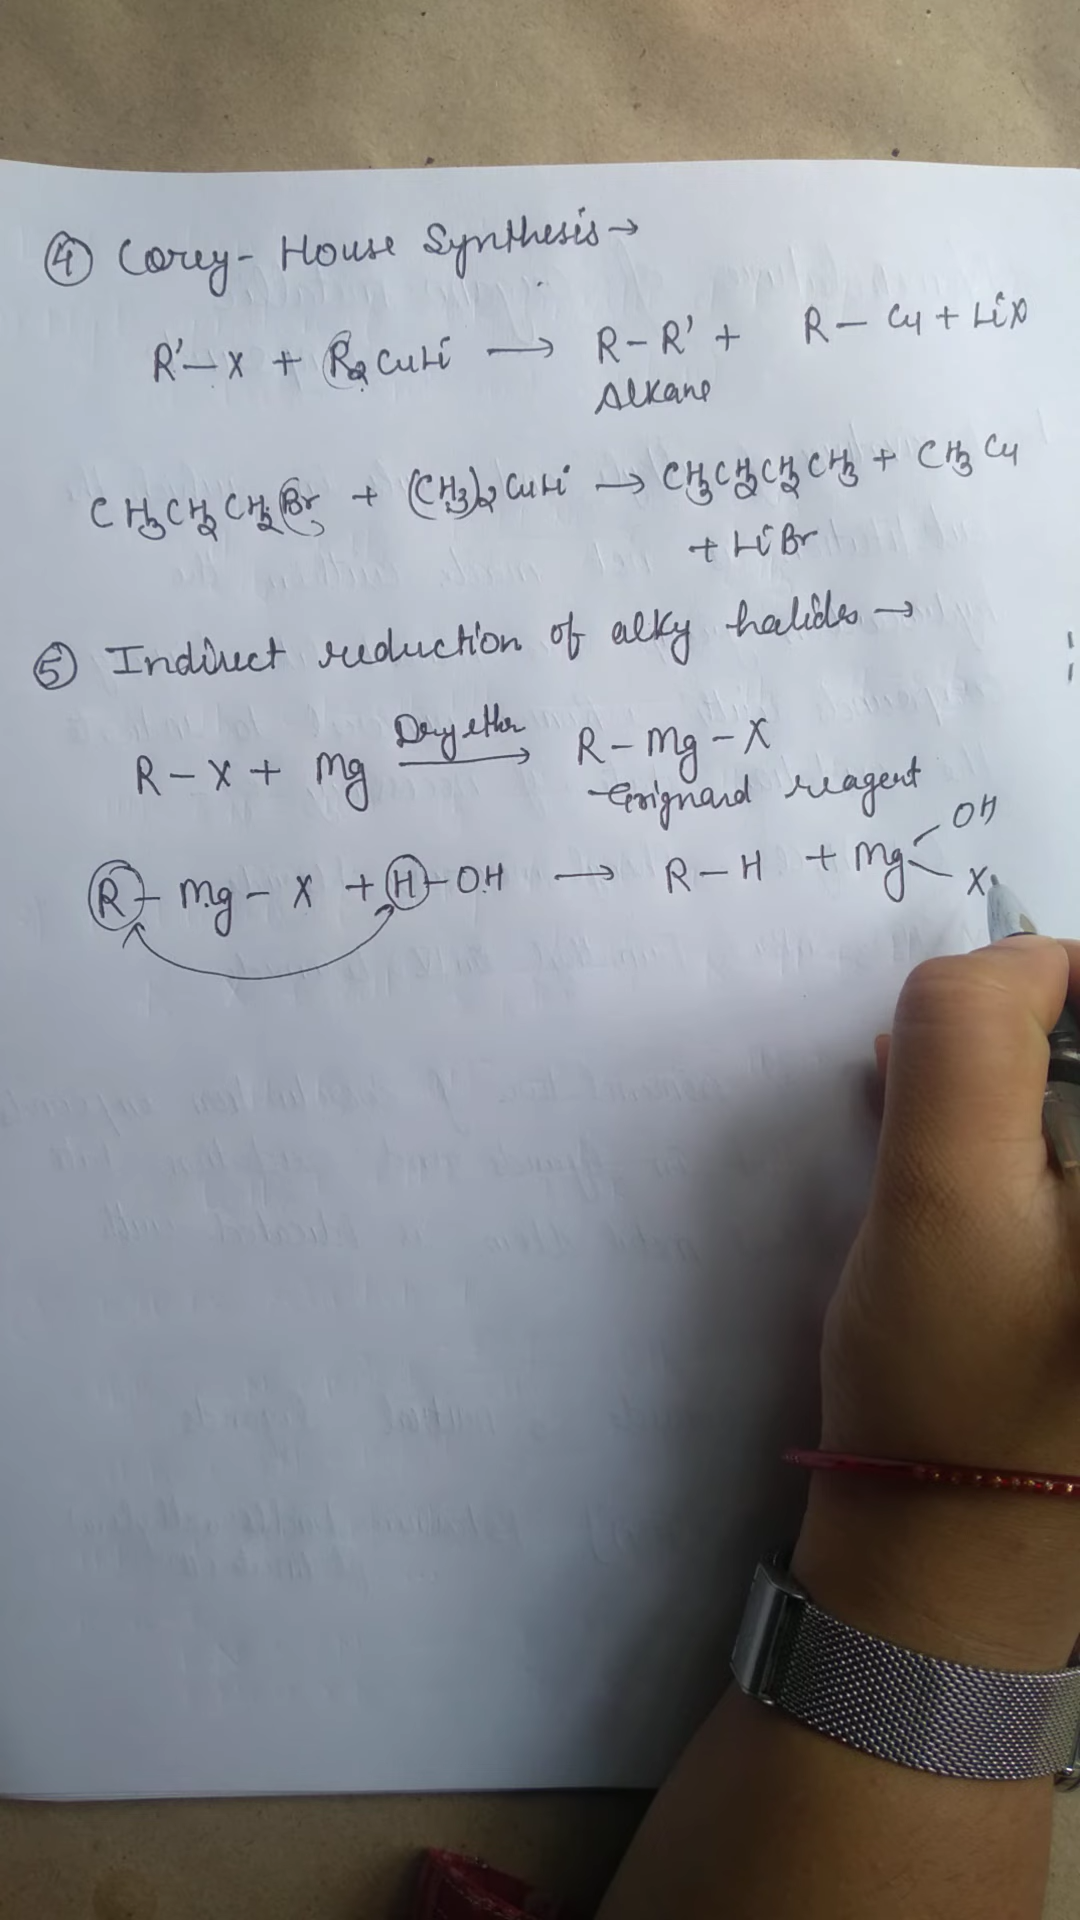 ④ Corey-House Synthesis→
R'-X + R₂CuLi ⟶ R-R' + R-Cu + LiX
Alkane
CH₃CH₂CH₂Br + (CH₃)₂CuLi ⟶ CH₃CH₂CH₂CH₃ + CH₃Cu
+ LiBr
⑤ Indirect reduction of alky halides→
Dry ether
R-X + Mg ⟶ R-Mg-X
Grignard reagent
R-Mg-X + H-OH ⟶ R-H + Mg OH
X